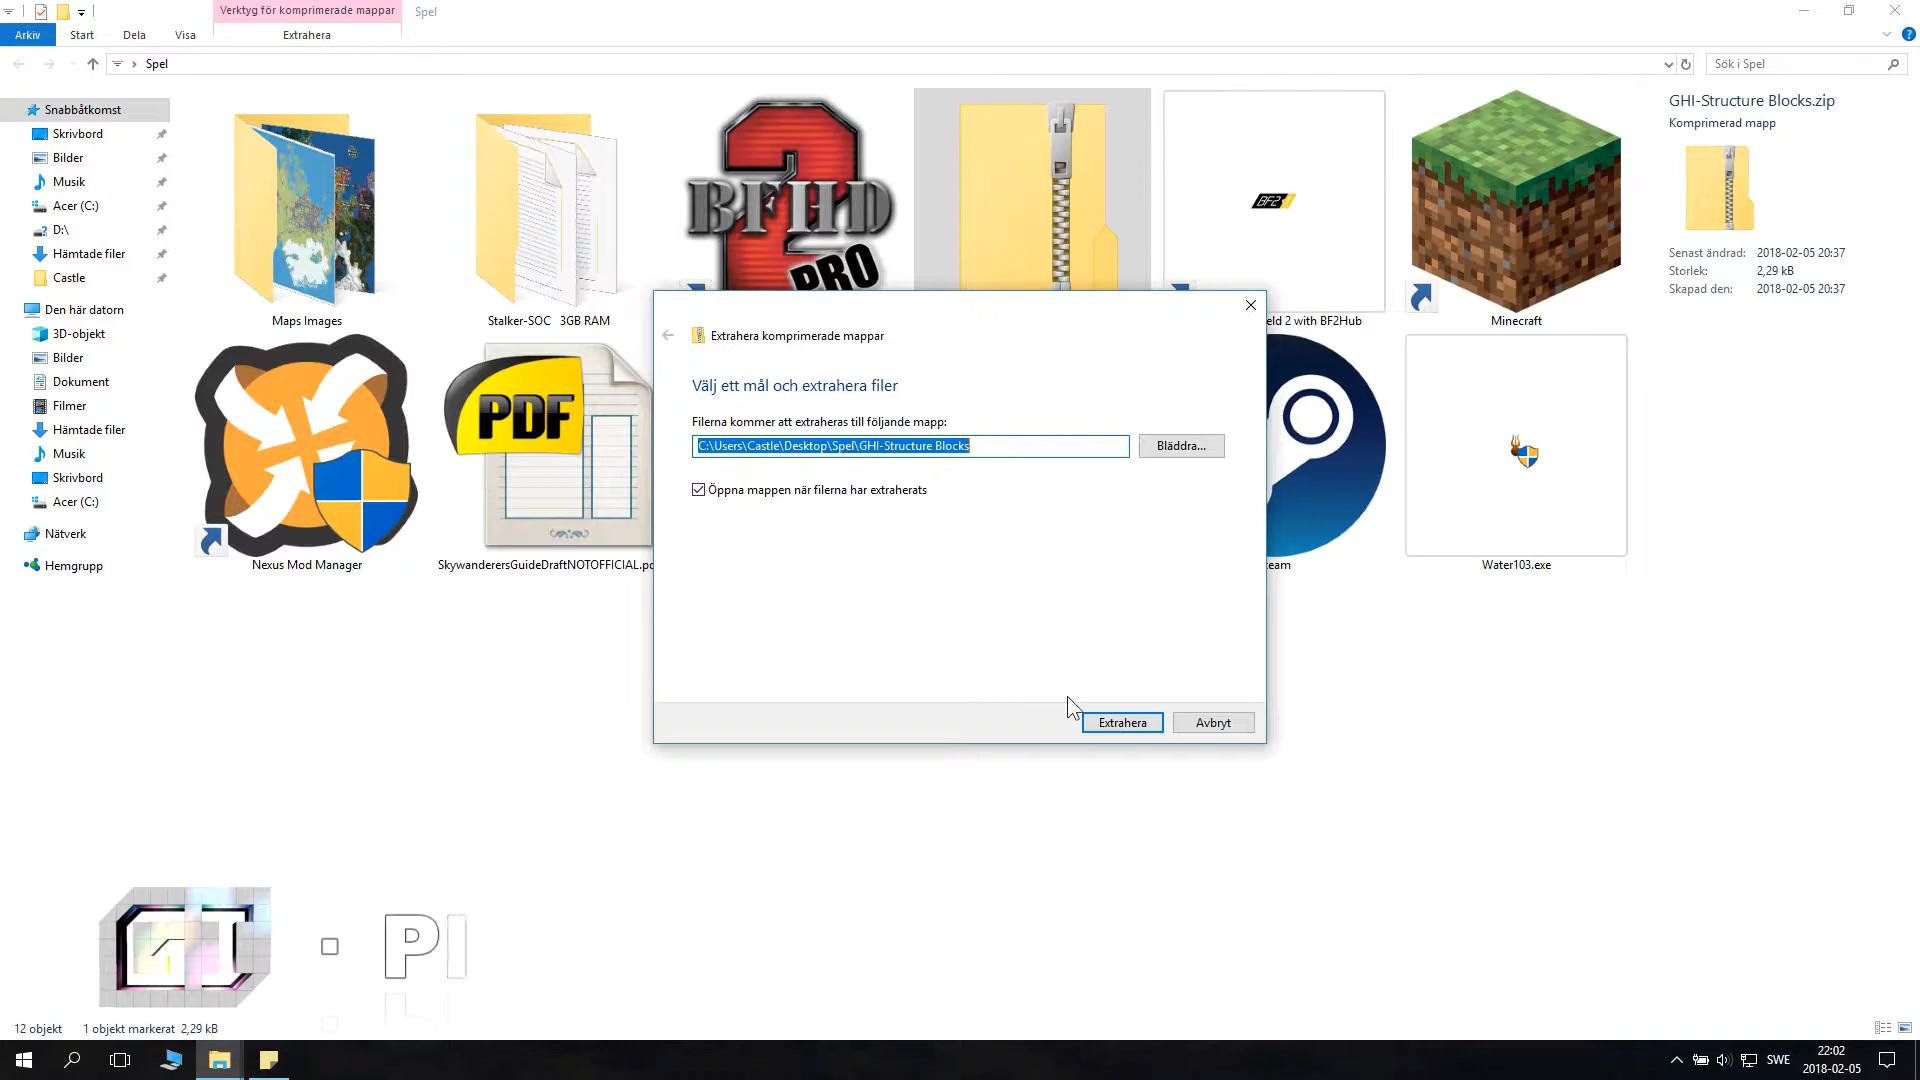 Verktyg för komprimerade mappar
Spel
Arkiv
Start
Dela
Visa
Extrahera
Spel
Sök i Spel
Snabbåtkomst
Skrivbord
Bilder
Musik
Acer (C:)
D:\
Hämtade filer
Castle
Den här datorn
3D-objekt
Bilder
Dokument
Filmer
Hämtade filer
Musik
Skrivbord
Acer (C:)
Nätverk
Hemgrupp
BFHD
2
PRO
BF2
Maps Images
Stalker-SOC 3GB RAM
eld 2 with BF2Hub
Minecraft
PDF
Nexus Mod Manager
SkywanderersGuideDraftNOTOFFICIAL.pd
eam
Water103.exe
GHI-Structure Blocks.zip
Komprimerad mapp
Senast ändrad: 2018-02-05 20:37
Storlek: 2,29 kB
Skapad den: 2018-02-05 20:37
Extrahera komprimerade mappar
Välj ett mål och extrahera filer
Filerna kommer att extraheras till följande mapp:
C:\Users\Castle\Desktop\Spel\GHI-Structure Blocks
Bläddra...
Öppna mappen när filerna har extraherats
Extrahera
Avbryt
PI
12 objekt
1 objekt markerat 2,29 kB
SWE
22:02
2018-02-05